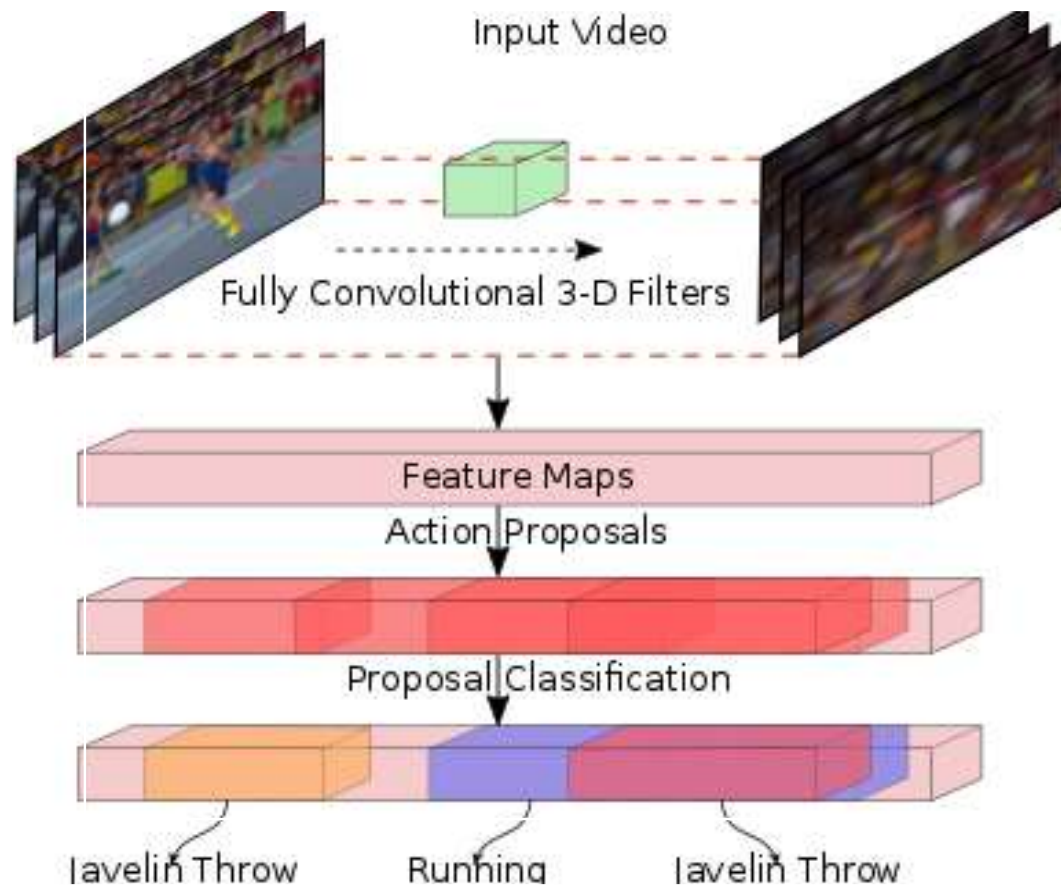 Input Video
Fully Convolutional 3-D Filters
Feature Maps
Action Proposals
Proposal Classification
Javelin Throw
Running
Javelin Throw